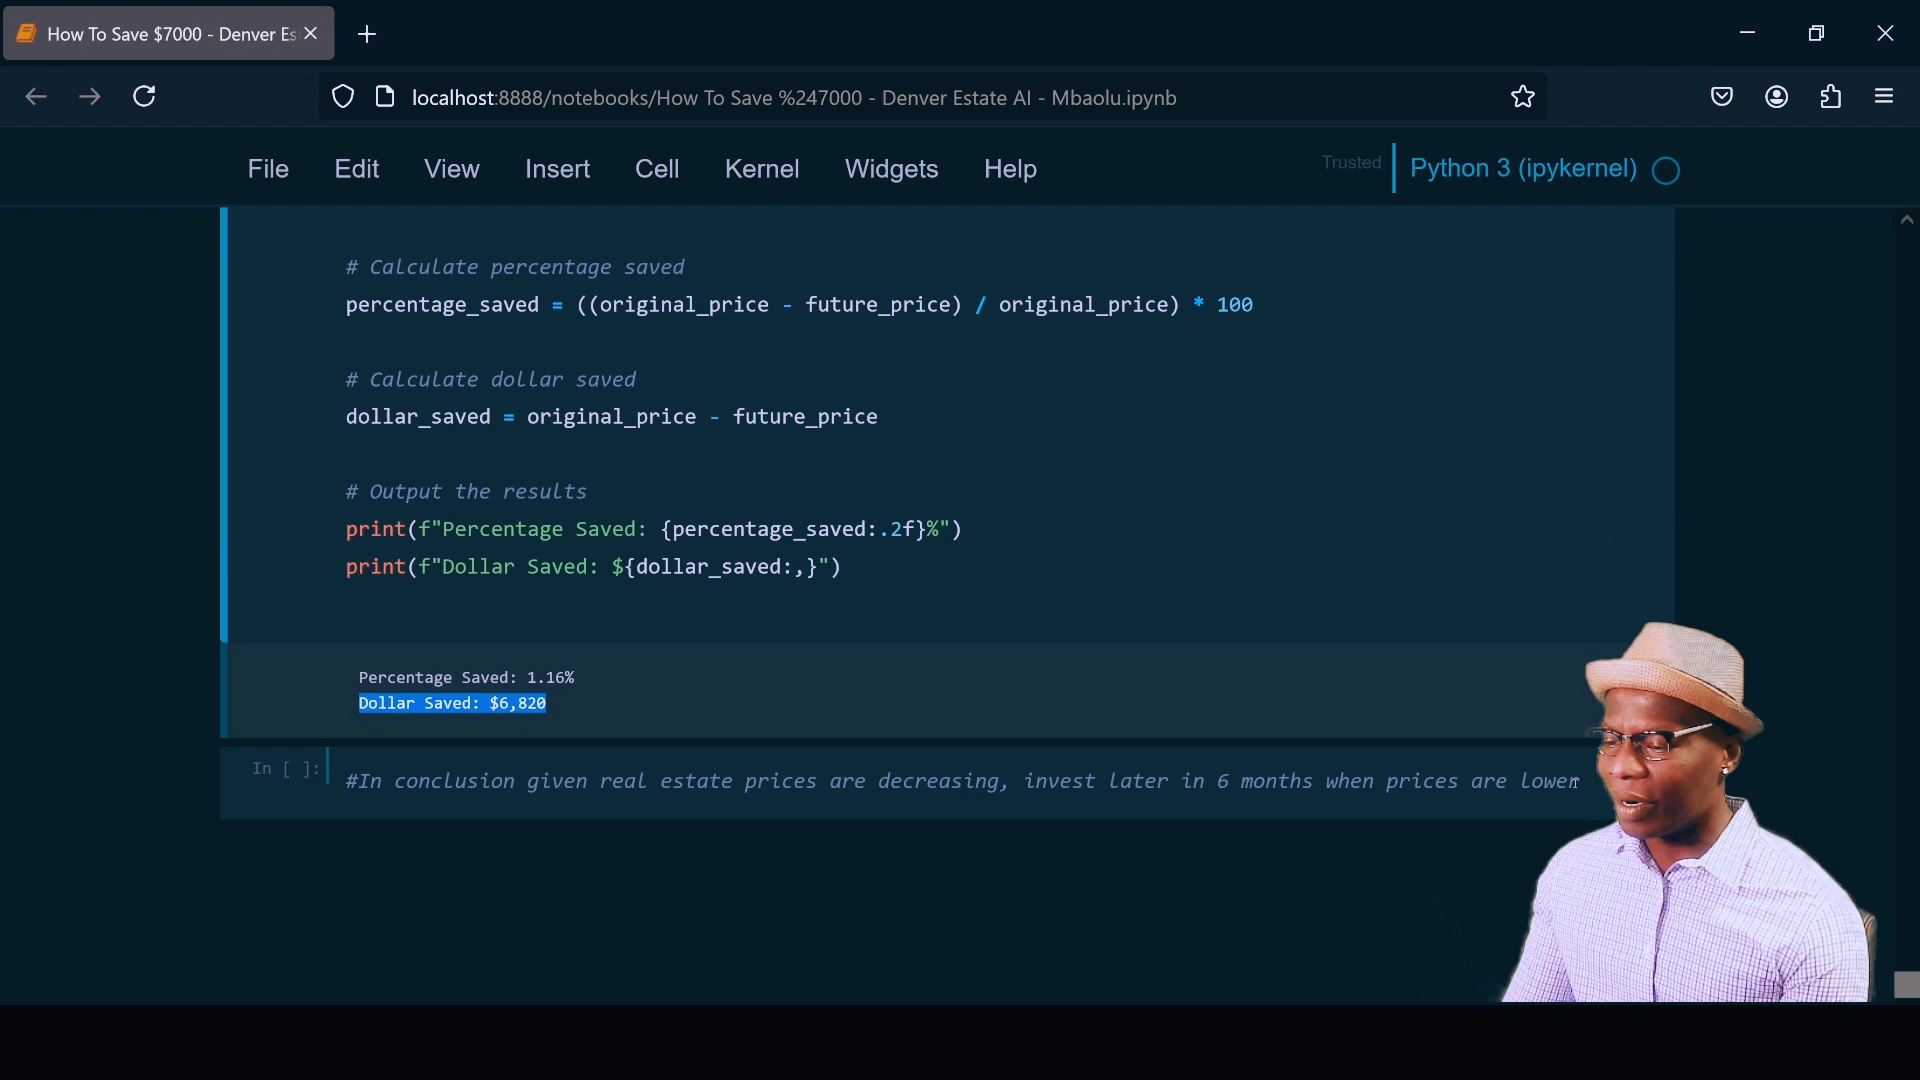 How To Save $7000 - Denver Es
localhost:8888/notebooks/How To Save %247000 - Denver Estate AI - Mbaolu.ipynb
File Edit View Insert Cell Kernel Widgets Help Trusted Python 3 (ipykernel)
# Calculate percentage saved
percentage_saved = ((original_price - future_price) / original_price) * 100
# Calculate dollar saved
dollar_saved = original_price - future_price
# Output the results
print(f"Percentage Saved: {percentage_saved:.2f}%")
print(f"Dollar Saved: ${dollar_saved:,}")
Percentage Saved: 1.16%
Dollar Saved: $6,820
In [ ]:
#In conclusion given real estate prices are decreasing, invest later in 6 months when prices are lower